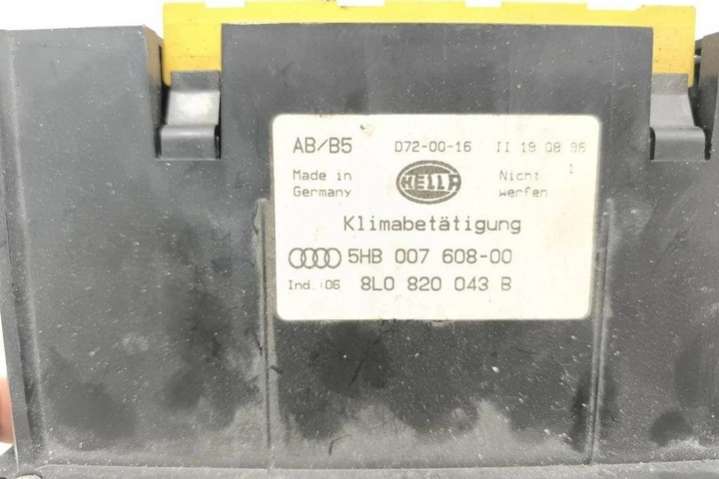 AB/B5 D72-00-16 II 19 08 96
Made in Germany HELLA Nicht werfen 1
Klimabetätigung
5HB 007 608-00
Ind.:06 8L0 820 043 B